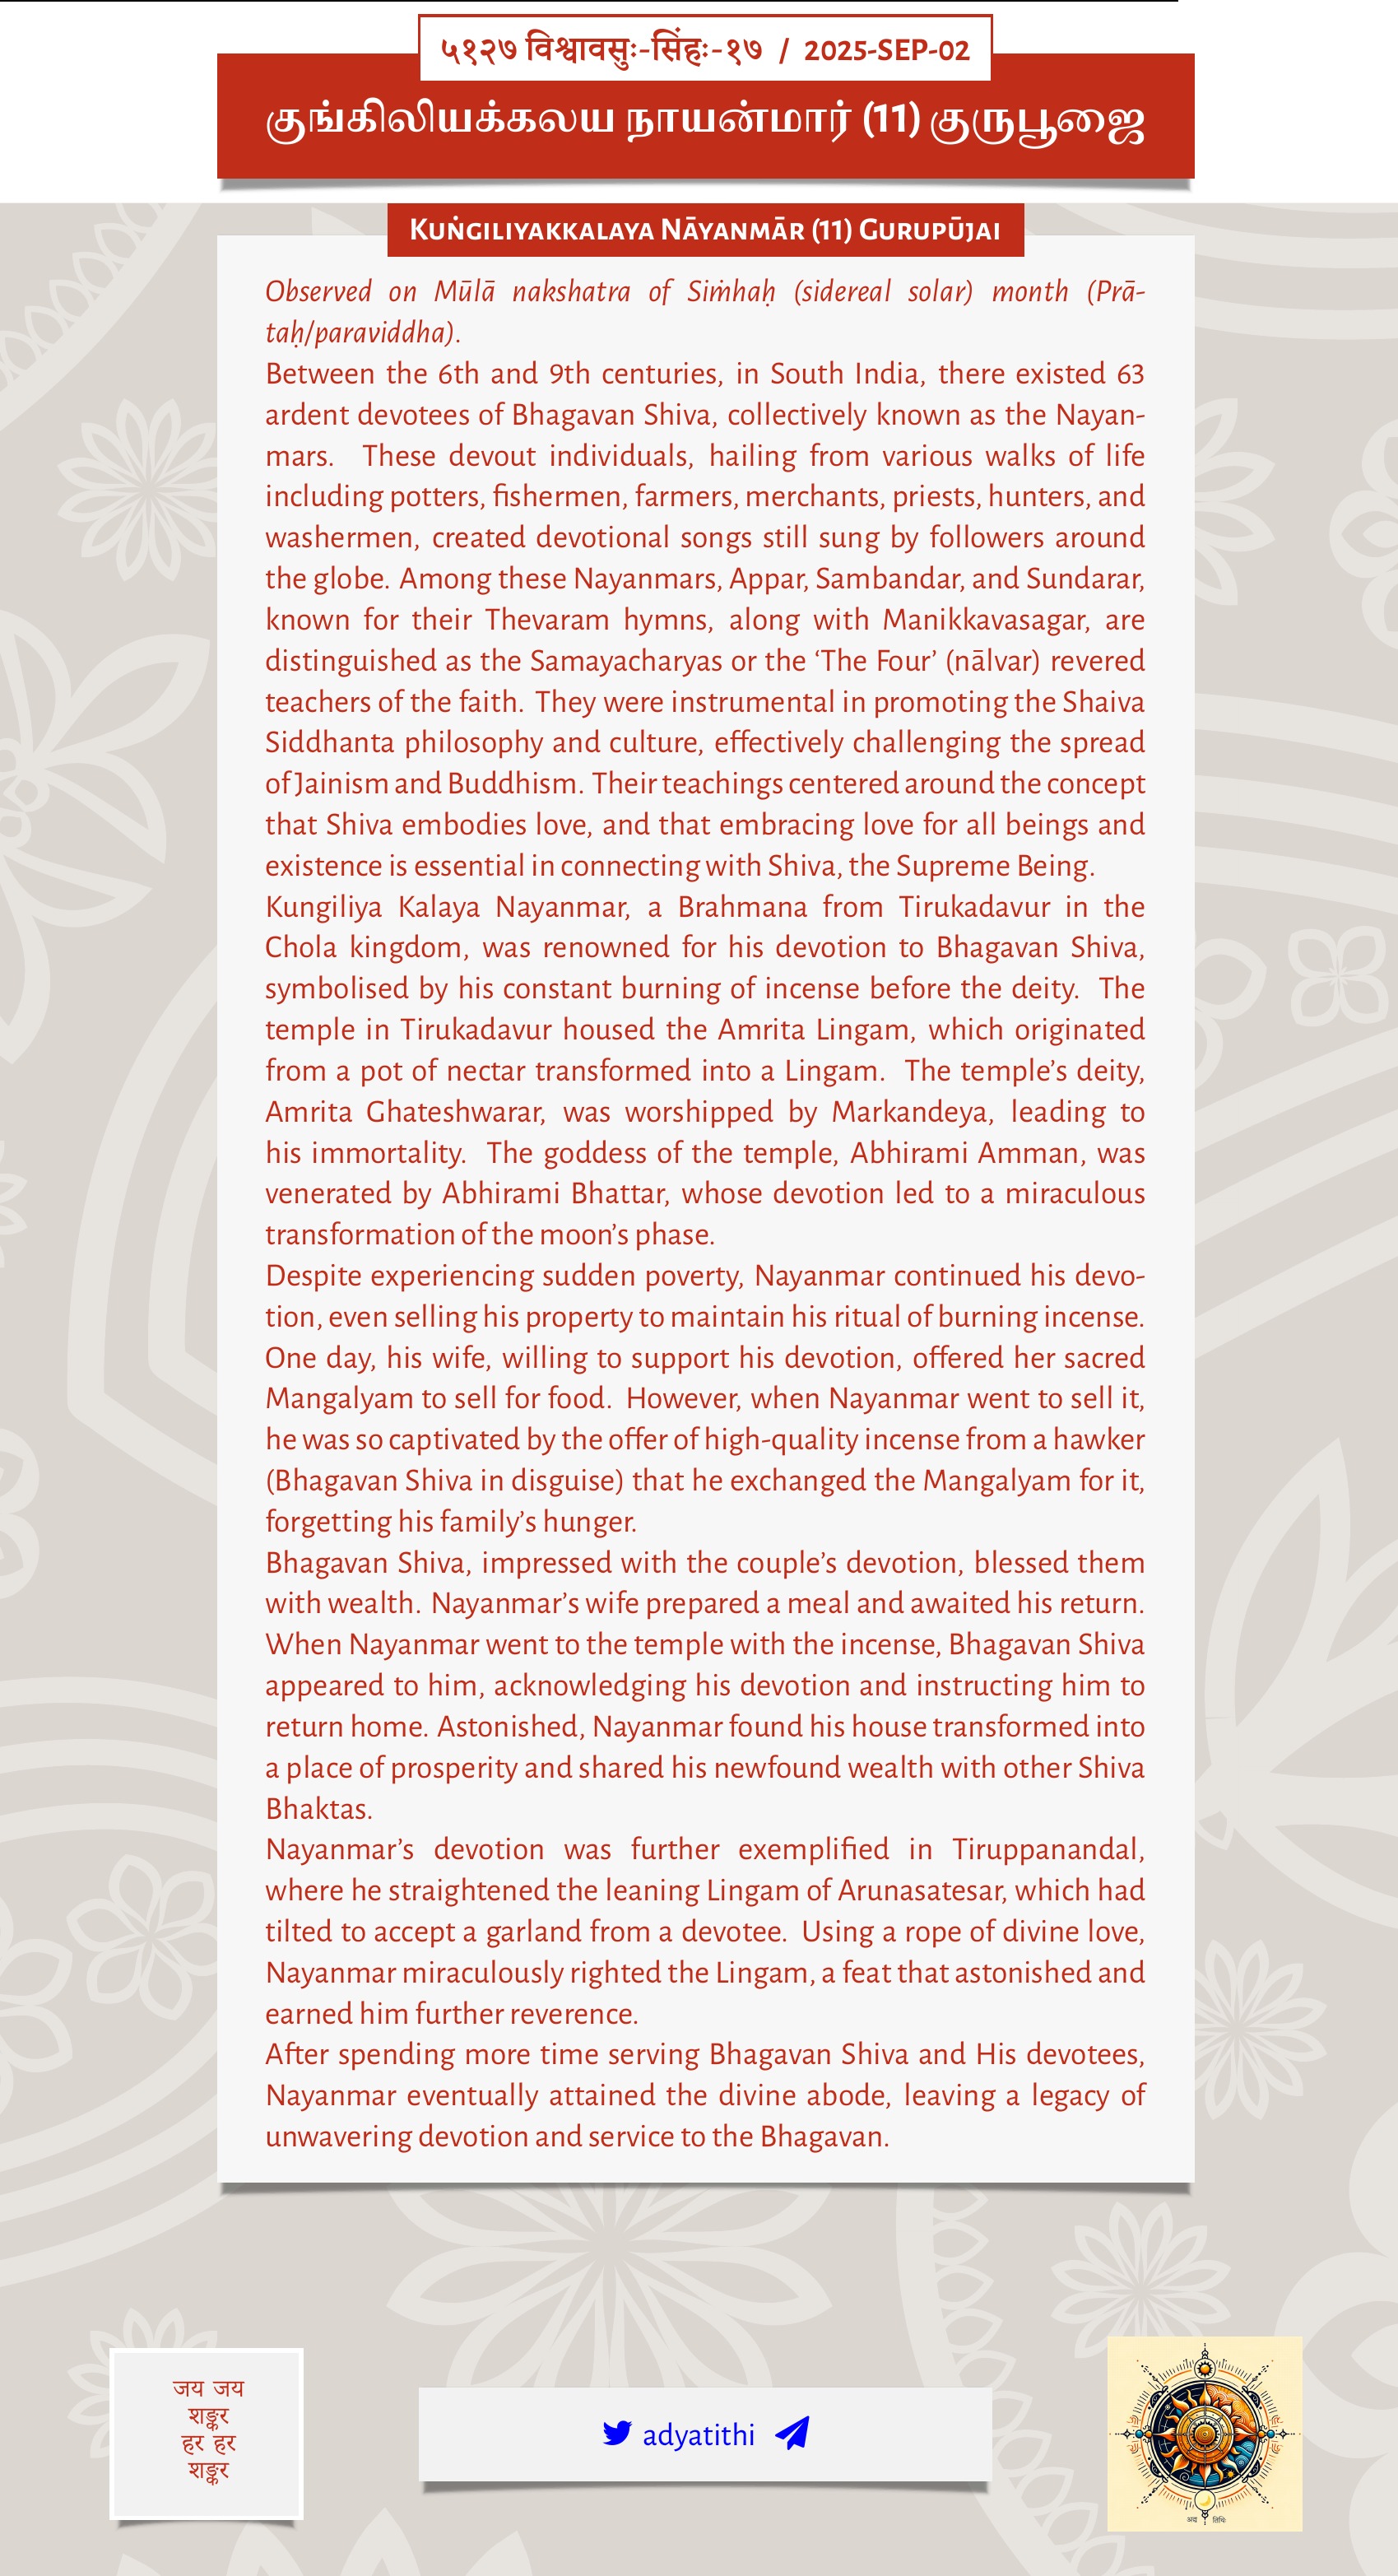 ५१२७ विश्वावसुः-सिंहः-१७ / 2025-SEP-02
குங்கிலியக்கலய நாயன்மார் (11) குருபூஜை
Kuṅgiliyakkalaya Nāyanmār (11) Gurupūjai
Observed on Mūlā nakshatra of Siṁhaḥ (sidereal solar) month (Prā-
taḥ/paraviddha).
Between the 6th and 9th centuries, in South India, there existed 63
ardent devotees of Bhagavan Shiva, collectively known as the Nayan-
mars. These devout individuals, hailing from various walks of life
including potters, fishermen, farmers, merchants, priests, hunters, and
washermen, created devotional songs still sung by followers around
the globe. Among these Nayanmars, Appar, Sambandar, and Sundarar,
known for their Thevaram hymns, along with Manikkavasagar, are
distinguished as the Samayacharyas or the ‘The Four’ (nālvar) revered
teachers of the faith. They were instrumental in promoting the Shaiva
Siddhanta philosophy and culture, effectively challenging the spread
of Jainism and Buddhism. Their teachings centered around the concept
that Shiva embodies love, and that embracing love for all beings and
existence is essential in connecting with Shiva, the Supreme Being.
Kungiliya Kalaya Nayanmar, a Brahmana from Tirukadavur in the
Chola kingdom, was renowned for his devotion to Bhagavan Shiva,
symbolised by his constant burning of incense before the deity. The
temple in Tirukadavur housed the Amrita Lingam, which originated
from a pot of nectar transformed into a Lingam. The temple’s deity,
Amrita Ghateshwarar, was worshipped by Markandeya, leading to
his immortality. The goddess of the temple, Abhirami Amman, was
venerated by Abhirami Bhattar, whose devotion led to a miraculous
transformation of the moon’s phase.
Despite experiencing sudden poverty, Nayanmar continued his devo-
tion, even selling his property to maintain his ritual of burning incense.
One day, his wife, willing to support his devotion, offered her sacred
Mangalyam to sell for food. However, when Nayanmar went to sell it,
he was so captivated by the offer of high-quality incense from a hawker
(Bhagavan Shiva in disguise) that he exchanged the Mangalyam for it,
forgetting his family’s hunger.
Bhagavan Shiva, impressed with the couple’s devotion, blessed them
with wealth. Nayanmar’s wife prepared a meal and awaited his return.
When Nayanmar went to the temple with the incense, Bhagavan Shiva
appeared to him, acknowledging his devotion and instructing him to
return home. Astonished, Nayanmar found his house transformed into
a place of prosperity and shared his newfound wealth with other Shiva
Bhaktas.
Nayanmar’s devotion was further exemplified in Tiruppanandal,
where he straightened the leaning Lingam of Arunasatesar, which had
tilted to accept a garland from a devotee. Using a rope of divine love,
Nayanmar miraculously righted the Lingam, a feat that astonished and
earned him further reverence.
After spending more time serving Bhagavan Shiva and His devotees,
Nayanmar eventually attained the divine abode, leaving a legacy of
unwavering devotion and service to the Bhagavan.
जय जय
शङ्कर
हर हर
शङ्कर
adyatithi
अद्य तिथिः